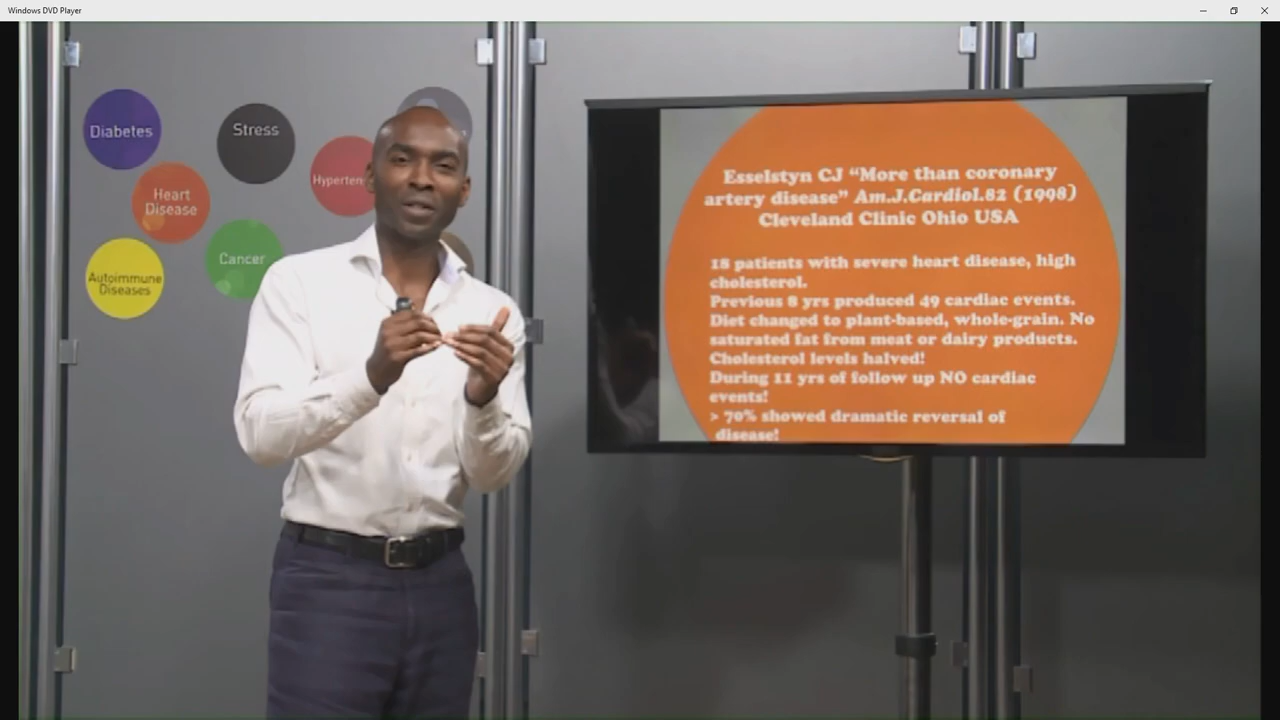 Windows DVD Player
Diabetes
Stress
Heart
Disease
Hyperten
Cancer
Autoimmune
Diseases
Esselstyn CJ “More than coronary
artery disease” Am.J.Cardiol.82 (1998)
Cleveland Clinic Ohio USA
18 patients with severe heart disease, high
cholesterol.
Previous 8 yrs produced 49 cardiac events.
Diet changed to plant-based, whole-grain. No
saturated fat from meat or dairy products.
Cholesterol levels halved!
During 11 yrs of follow up NO cardiac
events!
> 70% showed dramatic reversal of
disease!